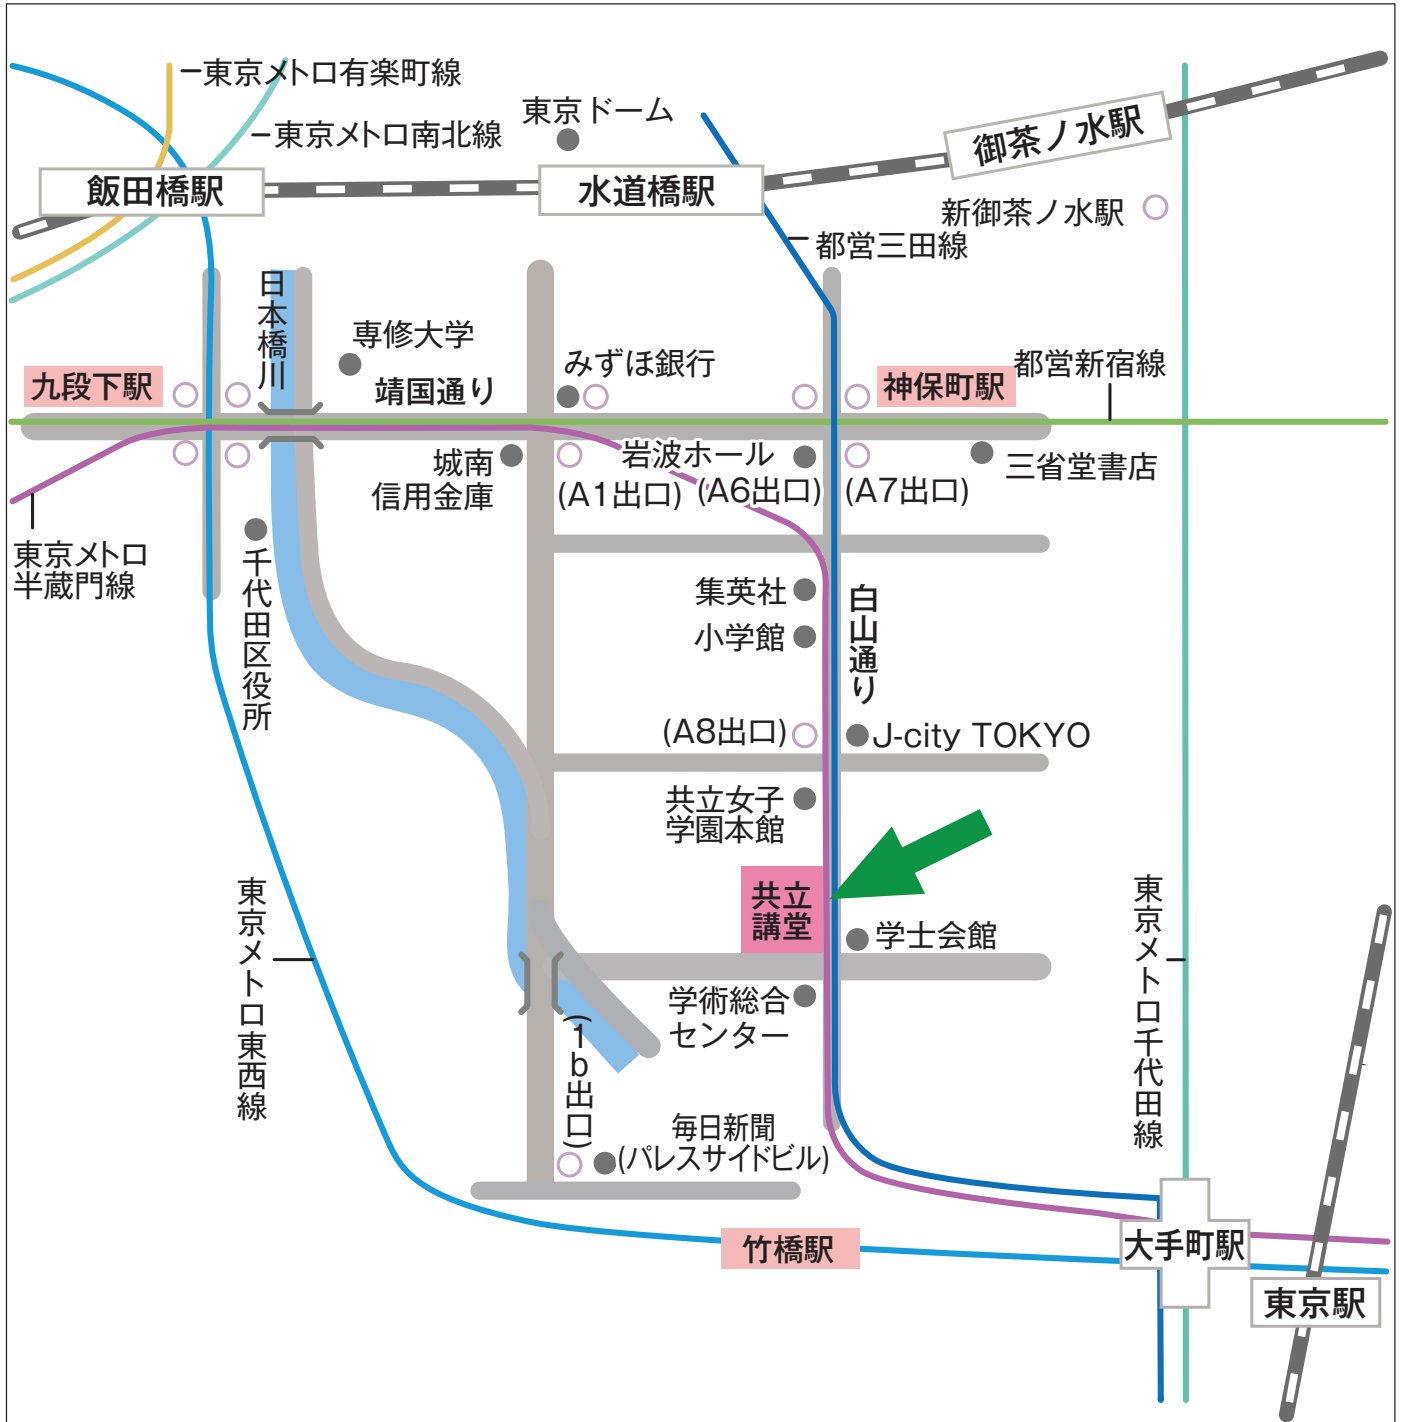 東京メトロ有楽町線
東京メトロ南北線
東京ドーム
御茶ノ水駅
飯田橋駅
水道橋駅
新御茶ノ水駅
都営三田線
日本橋川
専修大学
みずほ銀行
都営新宿線
九段下駅
靖国通り
神保町駅
城南
信用金庫
岩波ホール
三省堂書店
(A1出口)
(A6出口)
(A7出口)
東京メトロ
半蔵門線
千代田区役所
集英社
小学館
白山通り
(A8出口)
J-city TOKYO
共立女子
学園本館
共立
講堂
学士会館
東京メトロ東西線
東京メトロ千代田線
学術総合
センター
(1b出口)
毎日新聞
(パレスサイドビル)
竹橋駅
大手町駅
東京駅